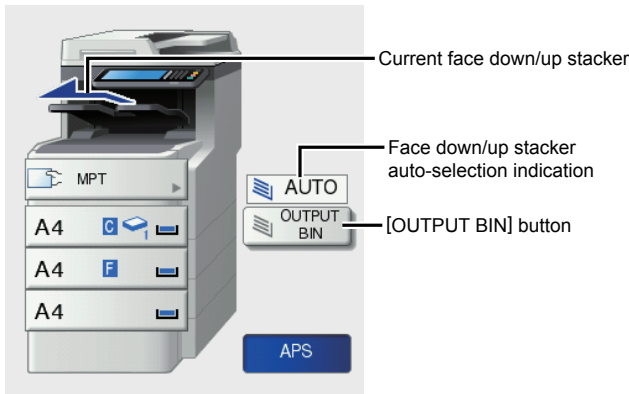 Current face down/up stacker
Face down/up stacker
auto-selection indication
[OUTPUT BIN] button
MPT
AUTO
OUTPUT
BIN
A4 C 1
A4 F
A4
APS